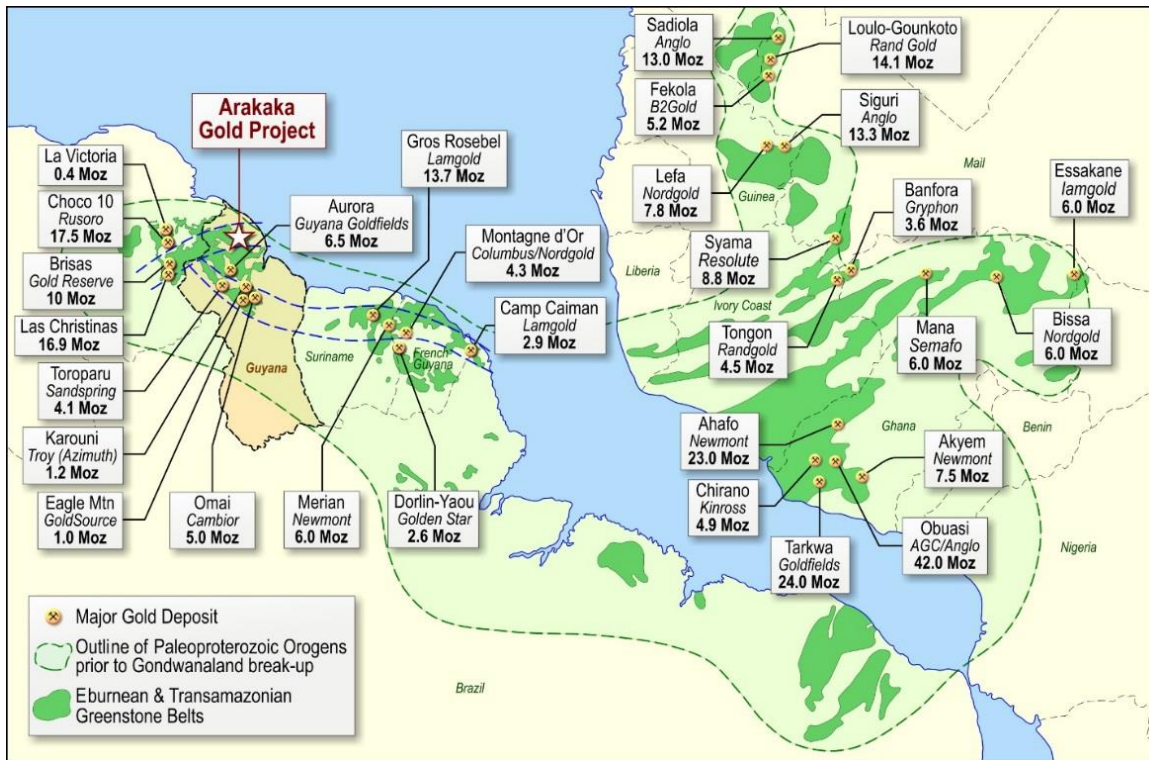 Arakaka
Gold Project
La Victoria
0.4 Moz
Choco 10
Rusoro
17.5 Moz
Brisas
Gold Reserve
10 Moz
Las Christinas
16.9 Moz
Toroparu
Sandspring
4.1 Moz
Karouni
Troy (Azimuth)
1.2 Moz
Eagle Mtn
GoldSource
1.0 Moz
Omai
Cambior
5.0 Moz
Aurora
Guyana Goldfields
6.5 Moz
Gros Rosebel
Lamgold
13.7 Moz
Montagne d'Or
Columbus/Nordgold
4.3 Moz
Camp Caiman
Lamgold
2.9 Moz
Merian
Newmont
6.0 Moz
Dorlin-Yaou
Golden Star
2.6 Moz
Guyana
Suriname
French
Guyana
Brazil
Sadiola
Anglo
13.0 Moz
Loulo-Gounkoto
Rand Gold
14.1 Moz
Fekola
B2Gold
5.2 Moz
Siguri
Anglo
13.3 Moz
Lefa
Nordgold
7.8 Moz
Guinea
Mail
Banfora
Gryphon
3.6 Moz
Essakane
Iamgold
6.0 Moz
Syama
Resolute
8.8 Moz
Liberia
Ivory Coast
Tongon
Randgold
4.5 Moz
Mana
Semafo
6.0 Moz
Bissa
Nordgold
6.0 Moz
Ahafo
Newmont
23.0 Moz
Ghana
Benin
Akyem
Newmont
7.5 Moz
Chirano
Kinross
4.9 Moz
Tarkwa
Goldfields
24.0 Moz
Obuasi
AGC/Anglo
42.0 Moz
Nigeria
Major Gold Deposit
Outline of Paleoproterozoic Orogens
prior to Gondwanaland break-up
Eburnean & Transamazonian
Greenstone Belts